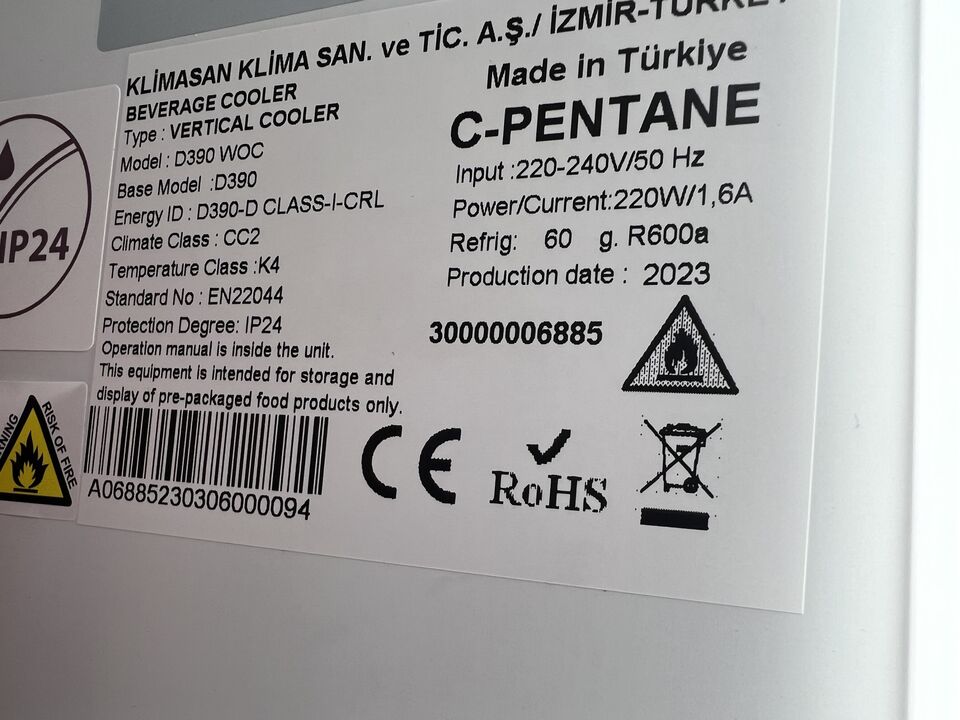 KLİMASAN KLİMA SAN. ve TİC. A.Ş./ İZMİR-TURKEY
BEVERAGE COOLER
Type : VERTICAL COOLER
Model : D390 WOC
Base Model :D390
Energy ID : D390-D CLASS-I-CRL
Climate Class : CC2
Temperature Class :K4
Standard No : EN22044
Protection Degree: IP24
Operation manual is inside the unit.
This equipment is intended for storage and
display of pre-packaged food products only.
A06885230306000094
Made in Türkiye
C-PENTANE
Input :220-240V/50 Hz
Power/Current:220W/1,6A
Refrig: 60 g. R600a
Production date : 2023
30000006885
CE
RoHS
IP24
RISK OF FIRE